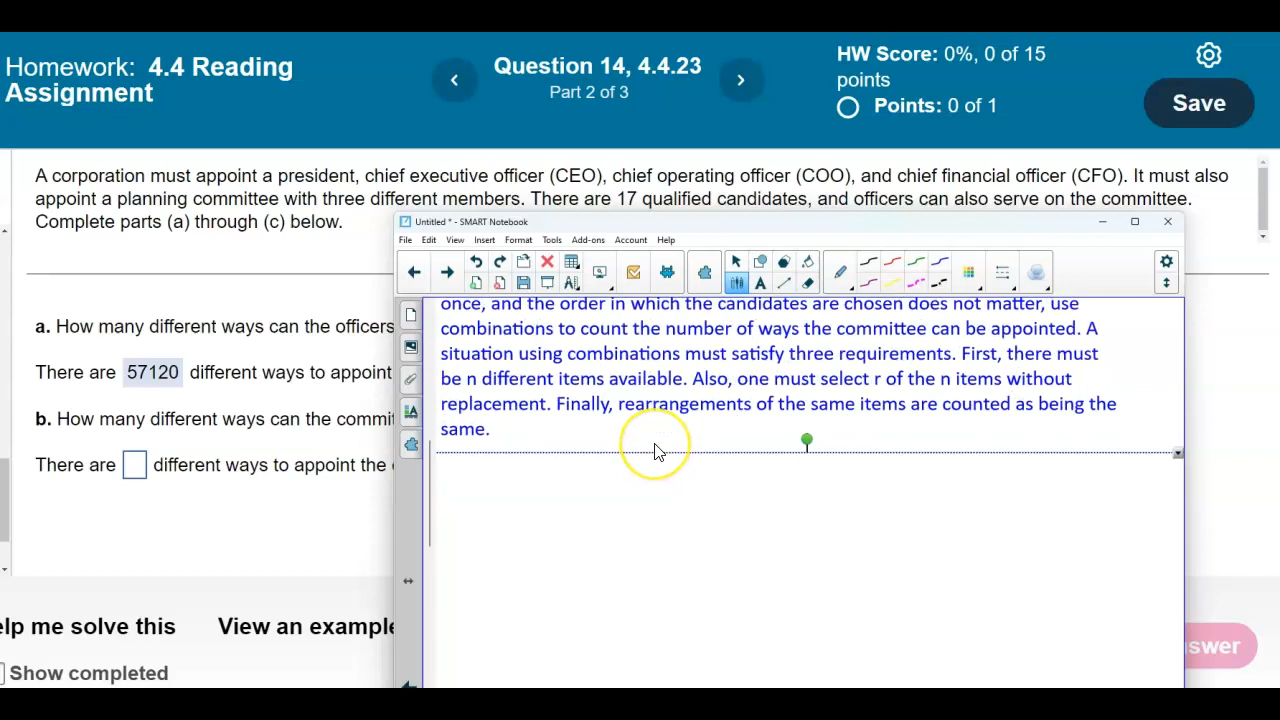 Homework: 4.4 Reading
Assignment
Question 14, 4.4.23
Part 2 of 3
HW Score: 0%, 0 of 15
points
Points: 0 of 1
Save
A corporation must appoint a president, chief executive officer (CEO), chief operating officer (COO), and chief financial officer (CFO). It must also
appoint a planning committee with three different members. There are 17 qualified candidates, and officers can also serve on the committee.
Complete parts (a) through (c) below.
Untitled * - SMART Notebook
File Edit View Insert Format Tools Add-ons Account Help
once, and the order in which the candidates are chosen does not matter, use
combinations to count the number of ways the committee can be appointed. A
situation using combinations must satisfy three requirements. First, there must
be n different items available. Also, one must select r of the n items without
replacement. Finally, rearrangements of the same items are counted as being the
same.
a. How many different ways can the officers
There are 57120 different ways to appoint
b. How many different ways can the commit
There are different ways to appoint the
elp me solve this
View an example
swer
Show completed